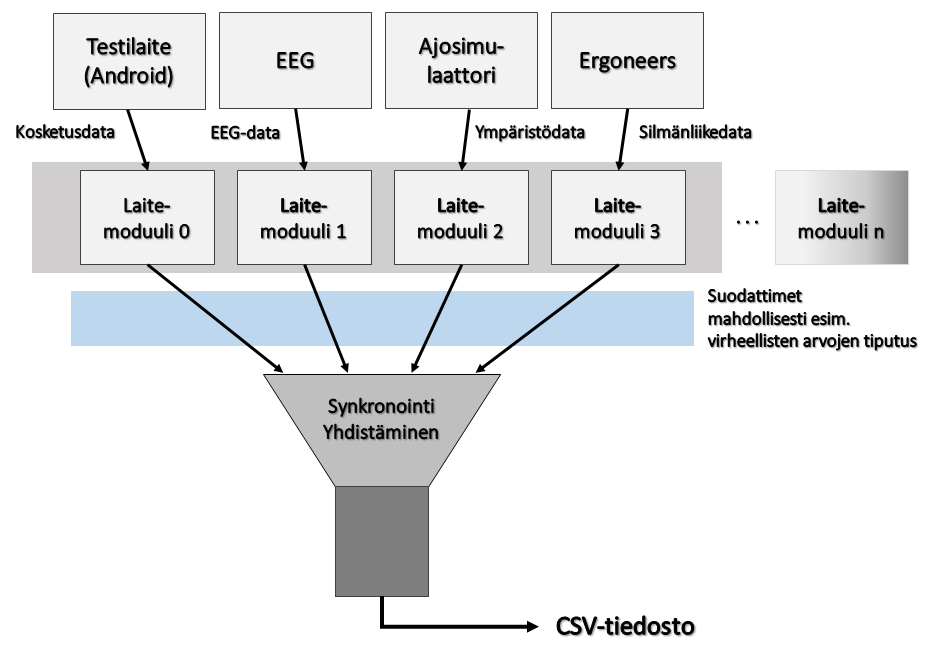 Testilaite
(Android)
EEG
Ajosimu-
laattori
Ergoneers
Kosketusdata
EEG-data
Ympäristödata
Silmänliikedata
Laite-
moduuli 0
Laite-
moduuli 1
Laite-
moduuli 2
Laite-
moduuli 3
...
Laite-
moduuli n
Suodattimet
mahdollisesti esim.
virheellisten arvojen tiputus
Synkronointi
Yhdistäminen
CSV-tiedosto